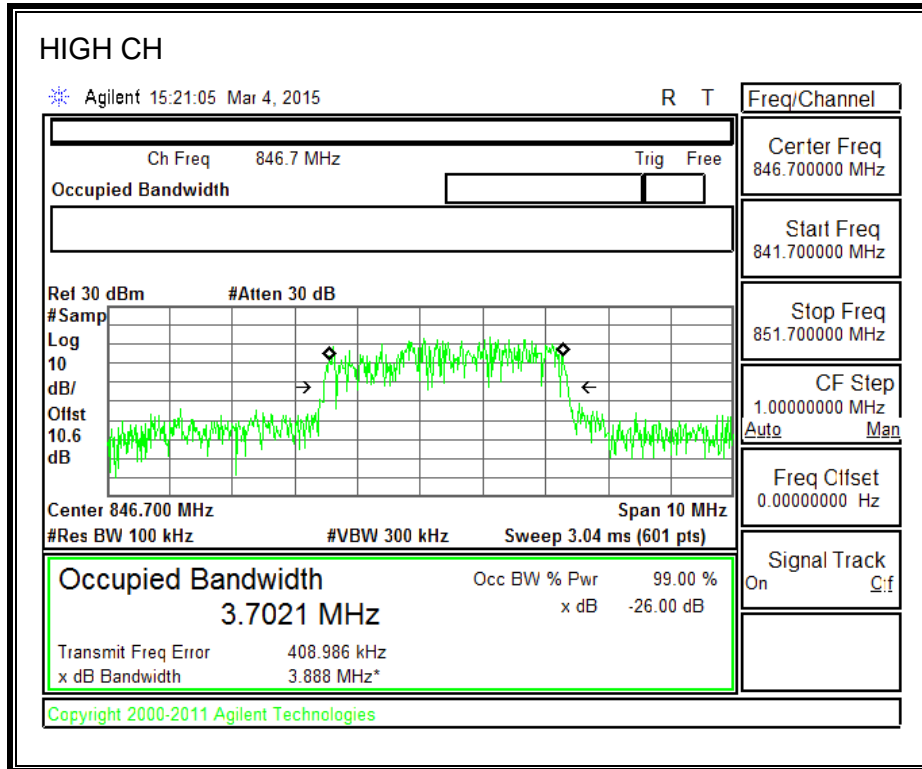 HIGH CH
Agilent 15:21:05 Mar 4, 2015 R T
Ch Freq 846.7 MHz Trig Free
Occupied Bandwidth
Ref 30 dBm #Atten 30 dB
#Samp
Log
10
dB/
Offst
10.6
dB
Center 846.700 MHz Span 10 MHz
#Res BW 100 kHz #VBW 300 kHz Sweep 3.04 ms (601 pts)
Occupied Bandwidth Occ BW % Pwr 99.00 %
3.7021 MHz x dB -26.00 dB
Transmit Freq Error 408.986 kHz
x dB Bandwidth 3.888 MHz*
Copyright 2000-2011 Agilent Technologies
Freq/Channel
Center Freq
846.700000 MHz
Start Freq
841.700000 MHz
Stop Freq
851.700000 MHz
CF Step
1.00000000 MHz
Auto Man
Freq Offset
0.00000000 Hz
Signal Track
On Off